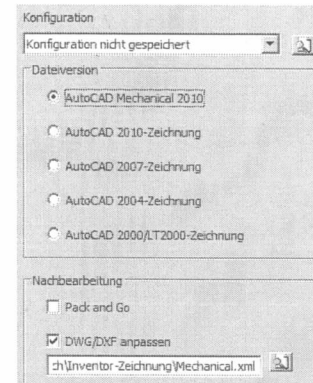 Konfiguration
Konfiguration nicht gespeichert
Dateiversion
AutoCAD Mechanical 2010
AutoCAD 2010-Zeichnung
AutoCAD 2007-Zeichnung
AutoCAD 2004-Zeichnung
AutoCAD 2000/LT2000-Zeichnung
Nachbearbeitung
Pack and Go
DWG/DXF anpassen
:h\Inventor-Zeichnung\Mechanical.xml